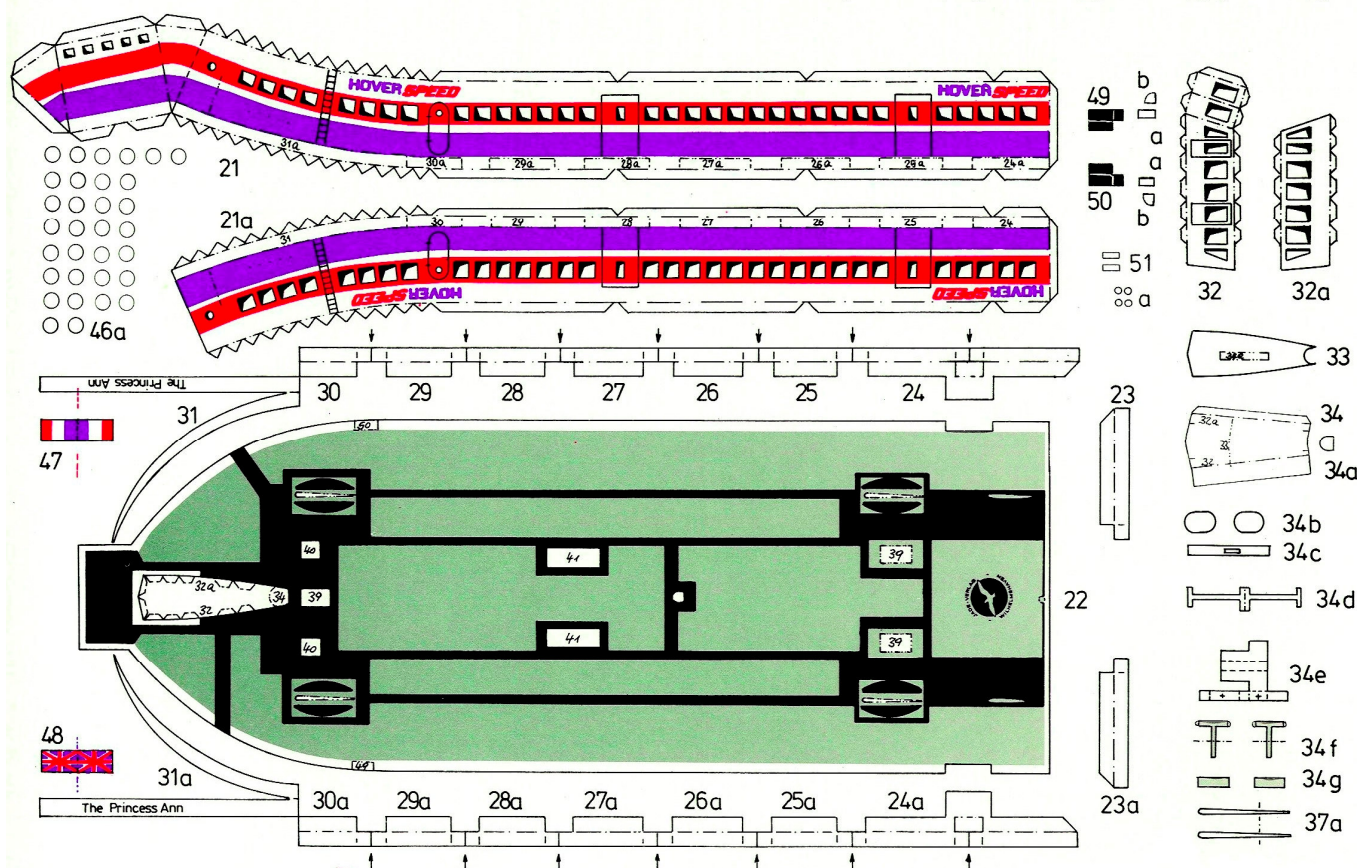 HOVER SPEED
HOVER SPEED
31a
30a 29a 28a 27a 26a 25a 24a
21
21a
31
30 29 28 27 26 25 24
HOVER SPEED
HOVER SPEED
46a
49
b
a
50
a
b
51
a
32
32a
33
34
32a
33
32
34a
34b
34c
34d
34e
34f
34g
37a
The Princess Ann
31
30 29 28 27 26 25 24
23
47
50
40
41
39
32a
34
39
32
22
40
41
39
49
48
31a
The Princess Ann
30a 29a 28a 27a 26a 25a 24a
23a